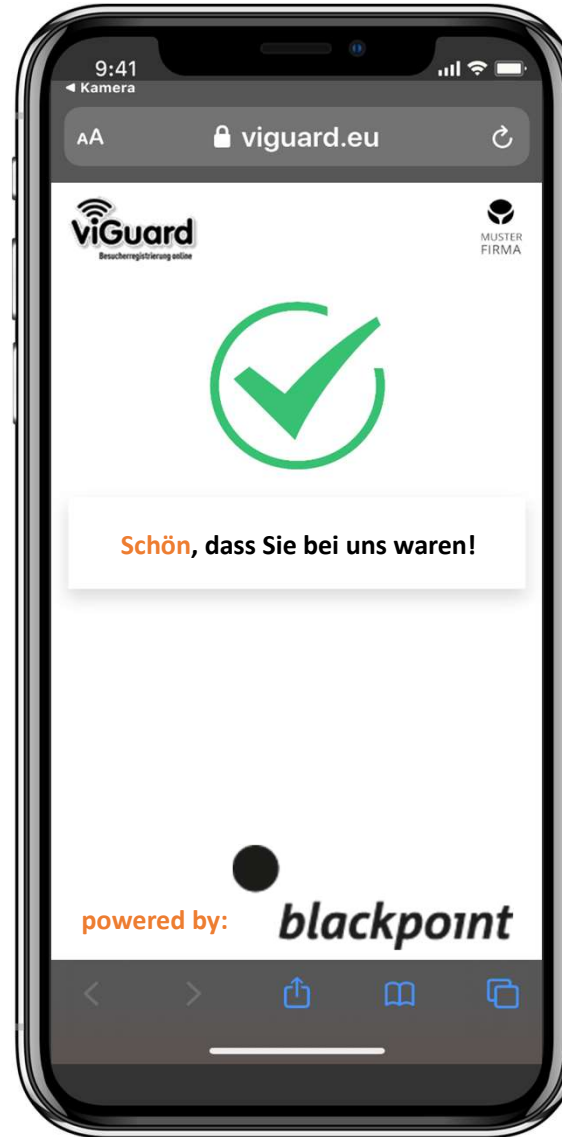 9:41
◀ Kamera
AA viguard.eu
viGuard
Besucherregistrierung online
MUSTER
FIRMA
Schön, dass Sie bei uns waren!
powered by: blackpoint